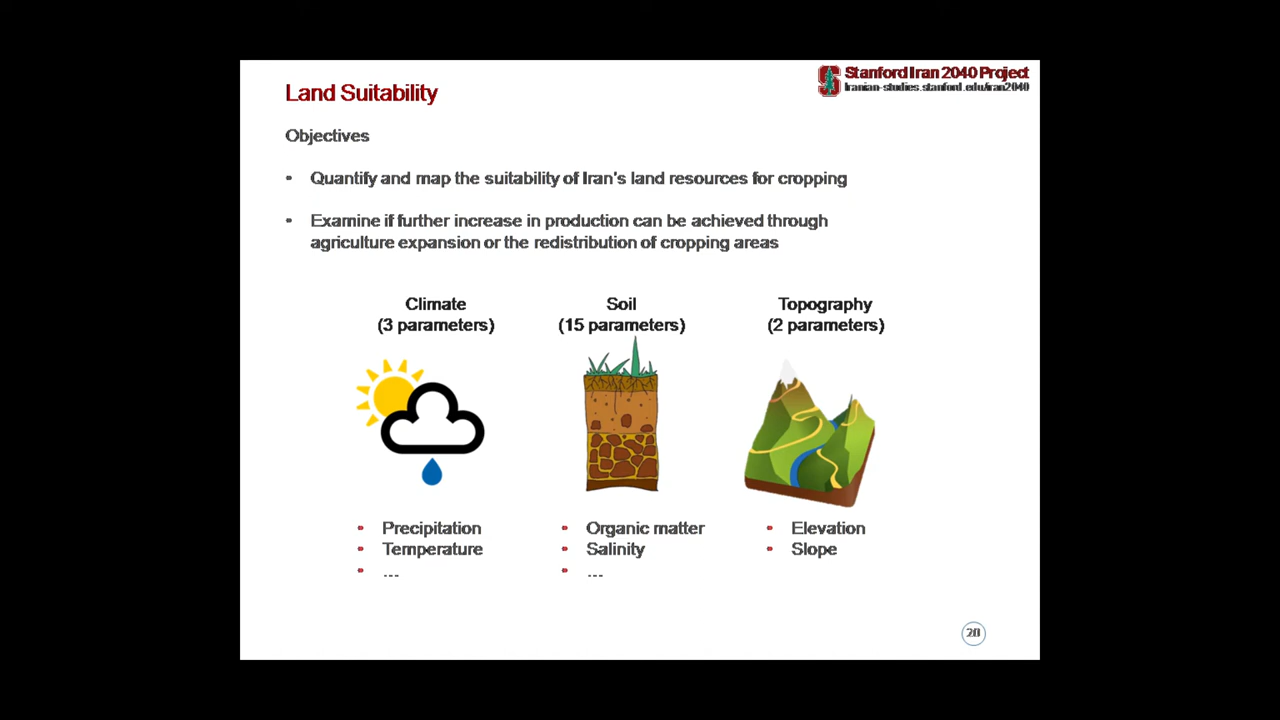 Stanford Iran 2040 Project
Iranian-studies.stanford.edu/iran2040
Land Suitability
Objectives
• Quantify and map the suitability of Iran's land resources for cropping
• Examine if further increase in production can be achieved through
agriculture expansion or the redistribution of cropping areas
Climate
(3 parameters)
Soil
(15 parameters)
Topography
(2 parameters)
• Precipitation
• Temperature
• ...
• Organic matter
• Salinity
• ...
• Elevation
• Slope
20